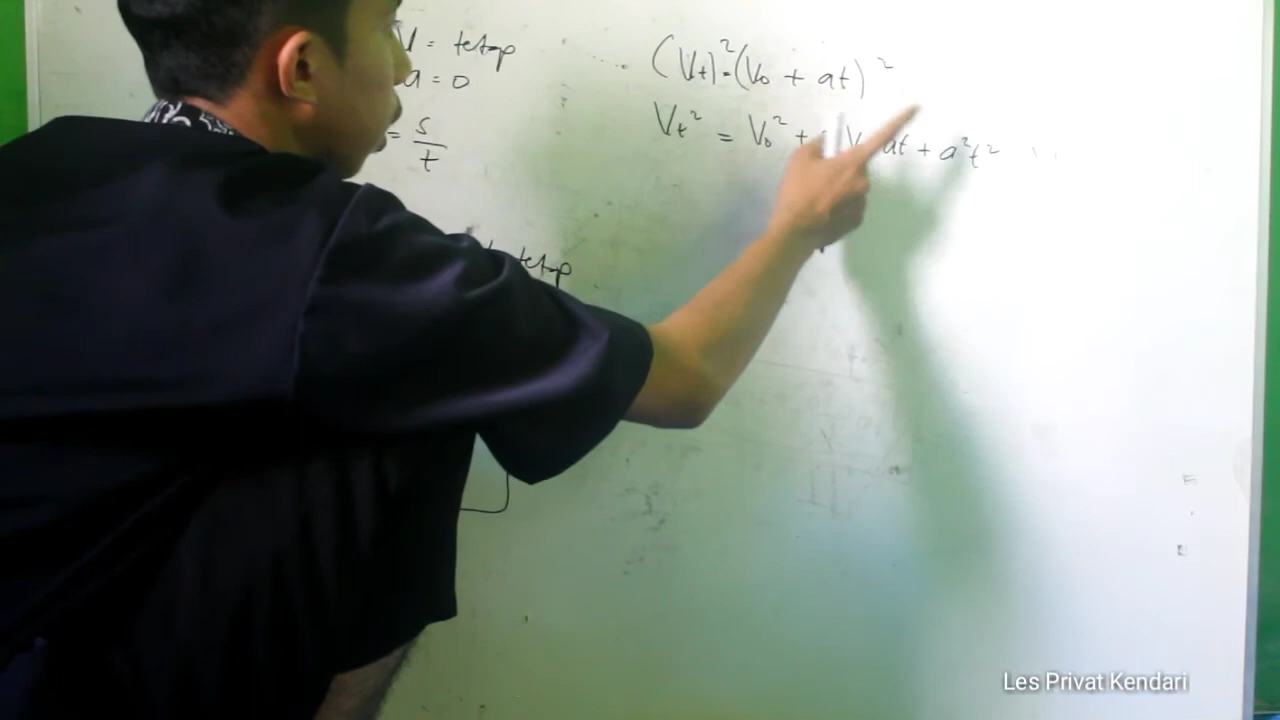 V = tetap
a = 0
= s/t
tetap
(Vt)² = (V₀ + at)²
Vt² = V₀² + V at + a²t²
Les Privat Kendari